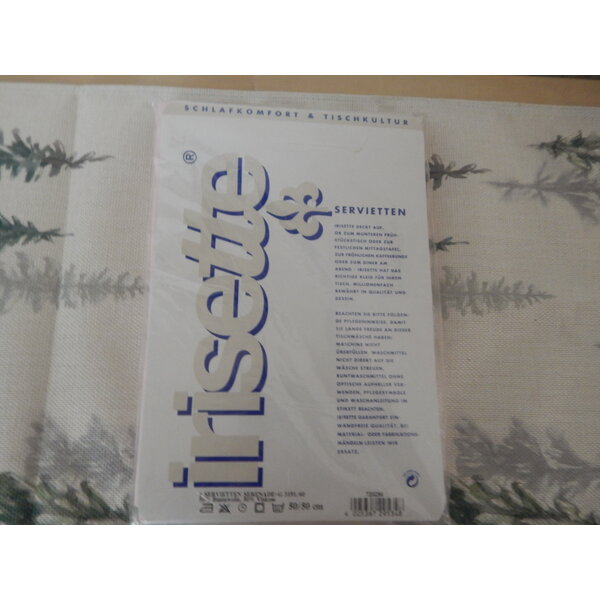 SCHLAFKOMFORT & TISCHKULTUR
irisette®
SERVIETTEN
IRISETTE DECKT AUF,
OB ZUM MUNTEREN FRÜH-
STÜCKSTISCH ODER ZUR
FESTLICHEN MITTAGSTAFEL,
ZUR FRÖHLICHEN KAFFEERUNDE
ODER ZUM DINER AM
ABEND - IRISETTE HAT DAS
RICHTIGE KLEID FÜR IHREN
TISCH. MILLIONENFACH
BEWÄHRT IN QUALITÄT UND
DESSIN.
BEACHTEN SIE BITTE FOLGEN-
DE PFLEGEHINWEISE, DAMIT
SIE LANGE FREUDE AN DIESER
TISCHWÄSCHE HABEN:
MASCHINE NICHT
ÜBERFÜLLEN. WASCHMITTEL
NICHT DIREKT AUF DIE
WÄSCHE STREUEN,
BUNTWASCHMITTEL OHNE
OPTISCHE AUFHELLER VER-
WENDEN, PFLEGESYMBOLE
UND WASCHANLEITUNG IM
ETIKETT BEACHTEN.
IRISETTE GARANTIERT EIN-
WANDFREIE QUALITÄT, BEI
MATERIAL- ODER FABRIKATIONS-
MÄNGELN LEISTEN WIR
ERSATZ.
SERVIETTEN SERENADE
50/50 cm